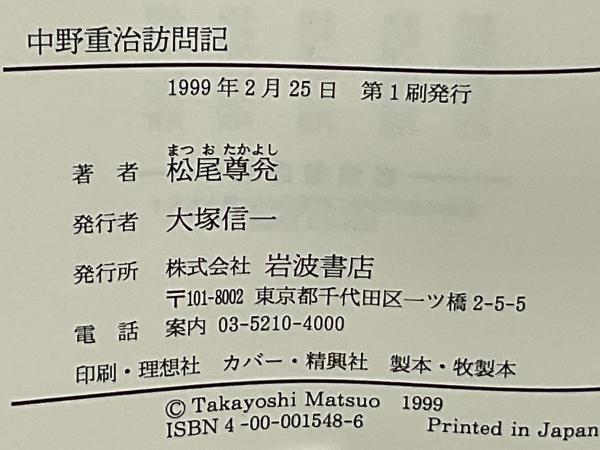 中野重治訪問記
1999年2月25日　第1刷発行
まつ お たかよし
著者　松尾尊兊
発行者　大塚信一
発行所　株式会社 岩波書店
〒101-8002 東京都千代田区一ツ橋2-5-5
電話　案内 03-5210-4000
印刷・理想社　カバー・精興社　製本・牧製本
© Takayoshi Matsuo 1999
ISBN 4-00-001548-6　Printed in Japan